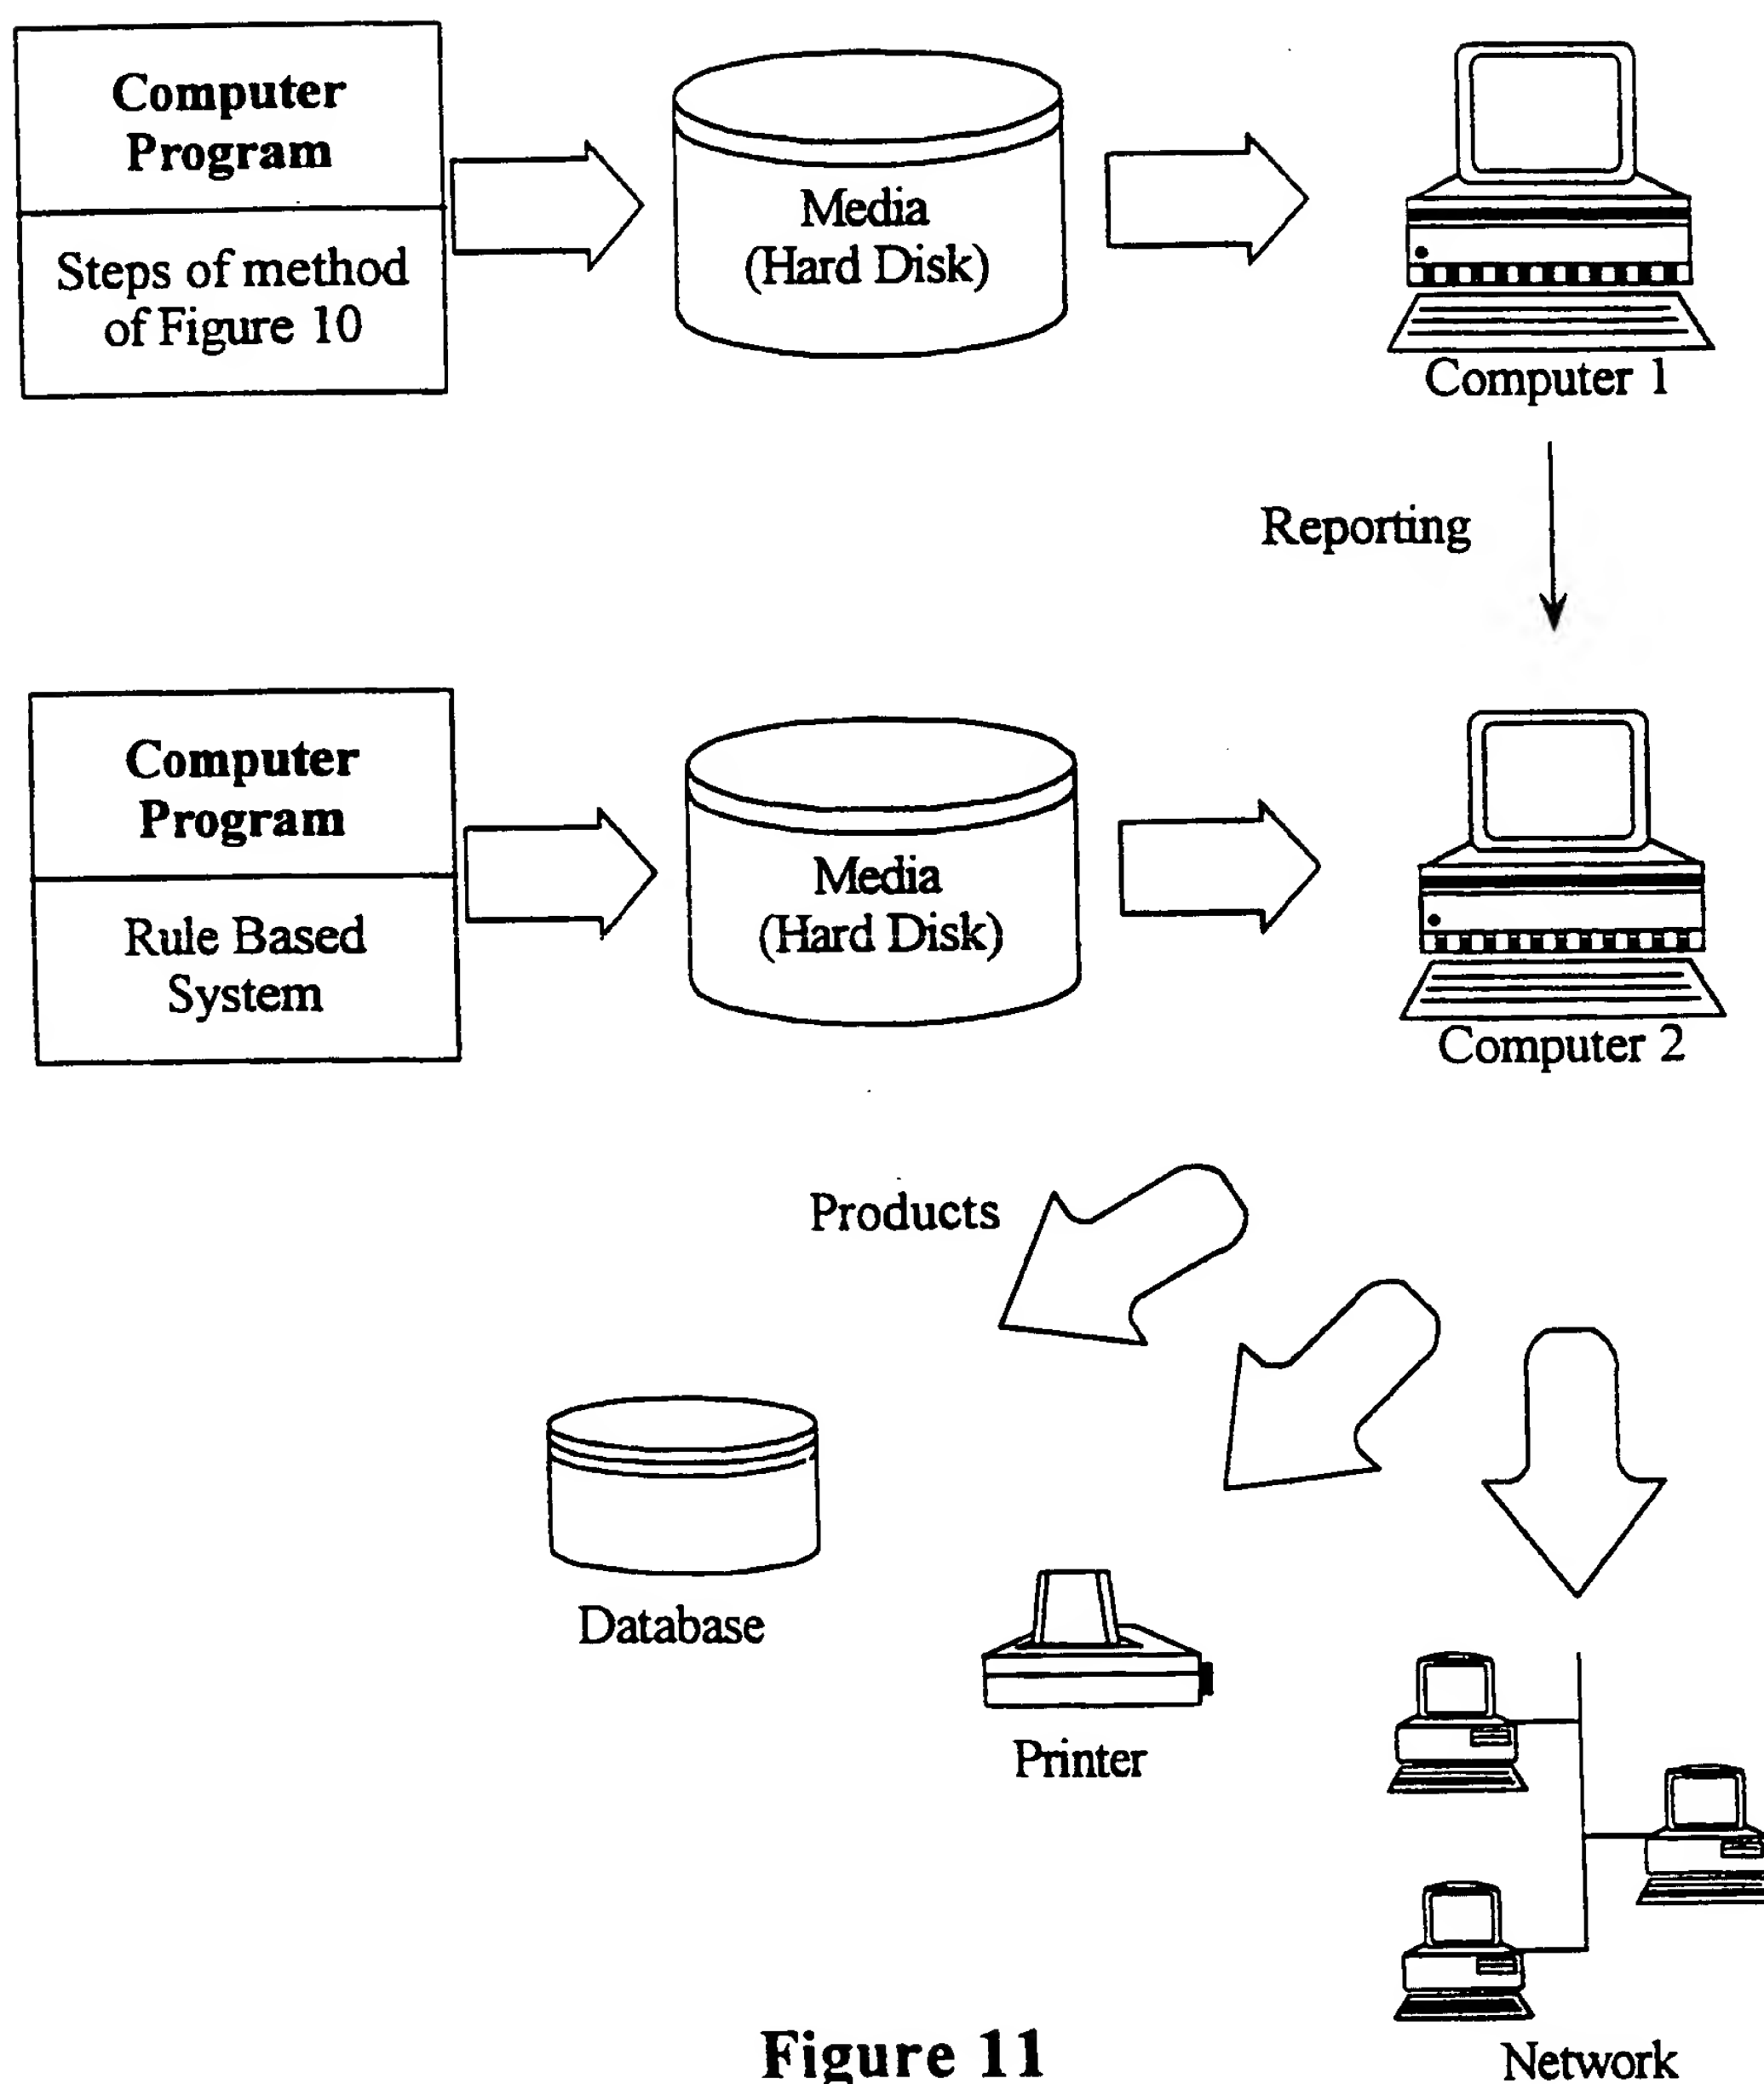 Computer
Program
Steps of method
of Figure 10
Media
(Hard Disk)
Computer 1
Reporting
Computer
Program
Rule Based
System
Media
(Hard Disk)
Computer 2
Products
Database
Printer
Network
Figure 11